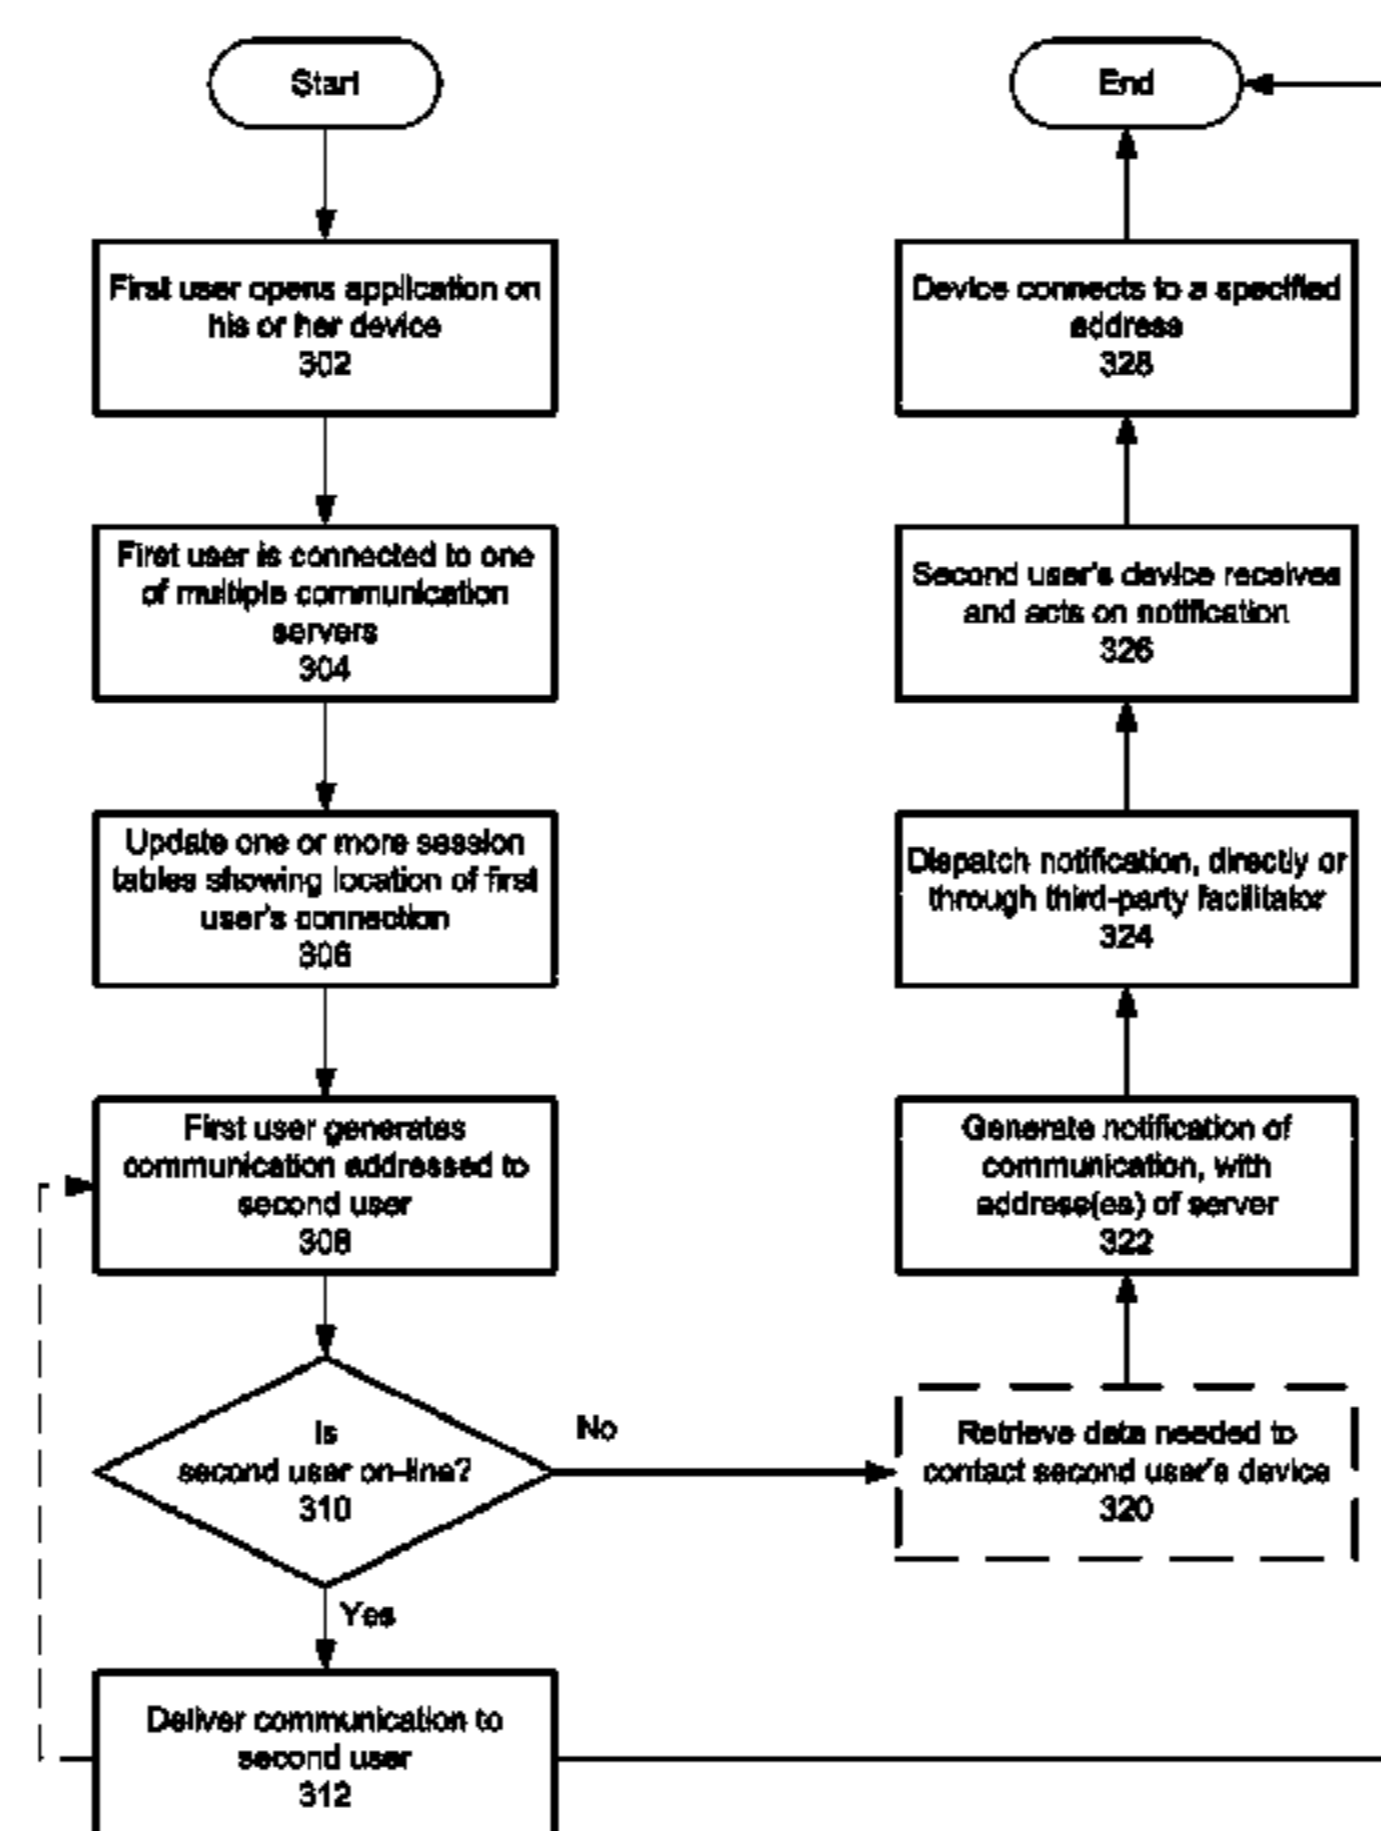 Start
First user opens application on
his or her device
302
First user is connected to one
of multiple communication
servers
304
Update one or more session
tables showing location of first
user's connection
306
First user generates
communication addressed to
second user
308
Is
second user on-line?
310
Yes
No
Deliver communication to
second user
312
Retrieve data needed to
contact second user's device
320
Generate notification of
communication, with
address(es) of server
322
Dispatch notification, directly or
through third-party facilitator
324
Second user's device receives
and acts on notification
326
Device connects to a specified
address
328
End